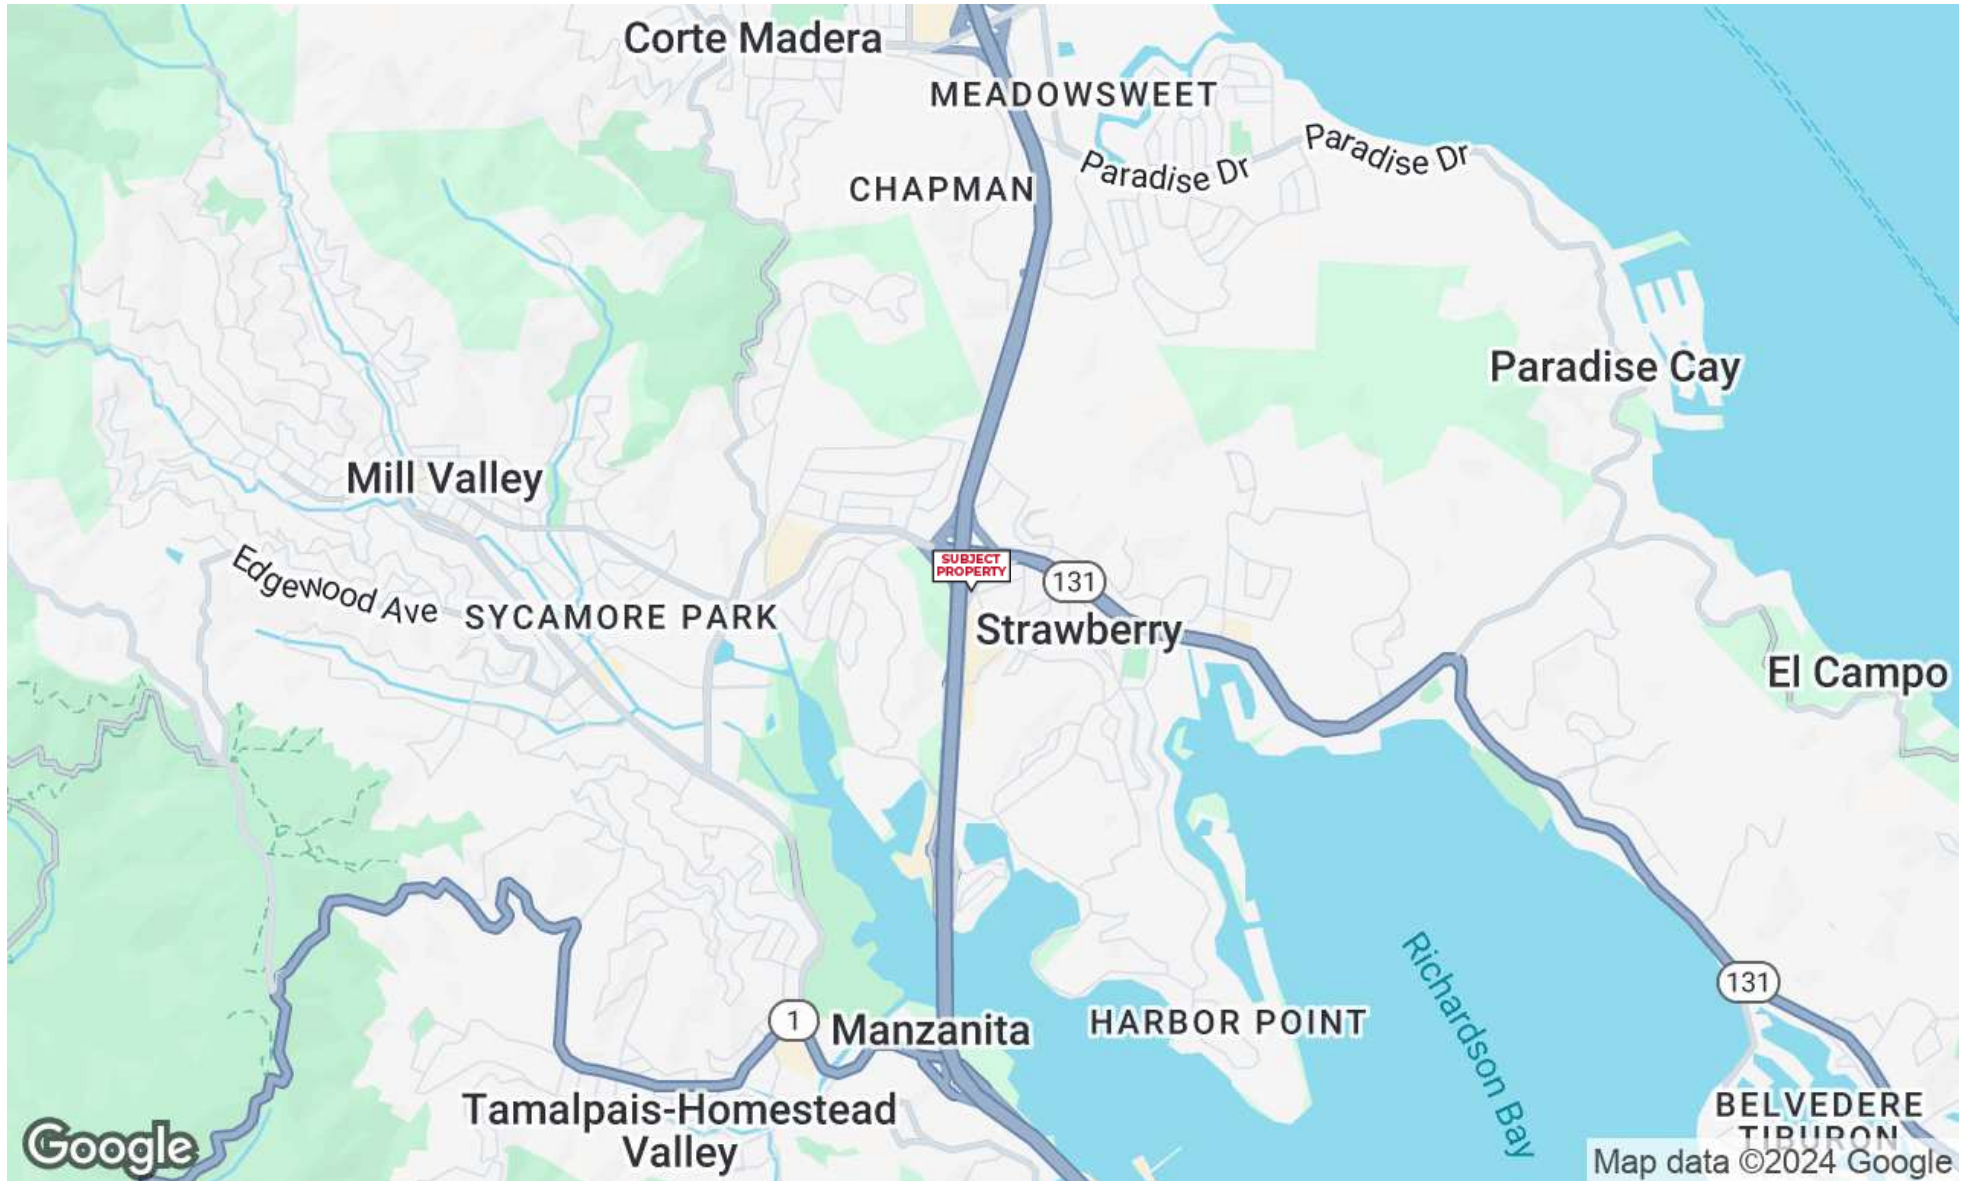 Corte Madera
MEADOWSWEET
Paradise Dr
Paradise Dr
CHAPMAN
Paradise Cay
Mill Valley
SUBJECT
PROPERTY
131
Edgewood Ave
SYCAMORE PARK
Strawberry
El Campo
Richardson Bay
131
1
Manzanita
HARBOR POINT
Tamalpais-Homestead
Valley
BELVEDERE
TIBURON
Google
Map data ©2024 Google